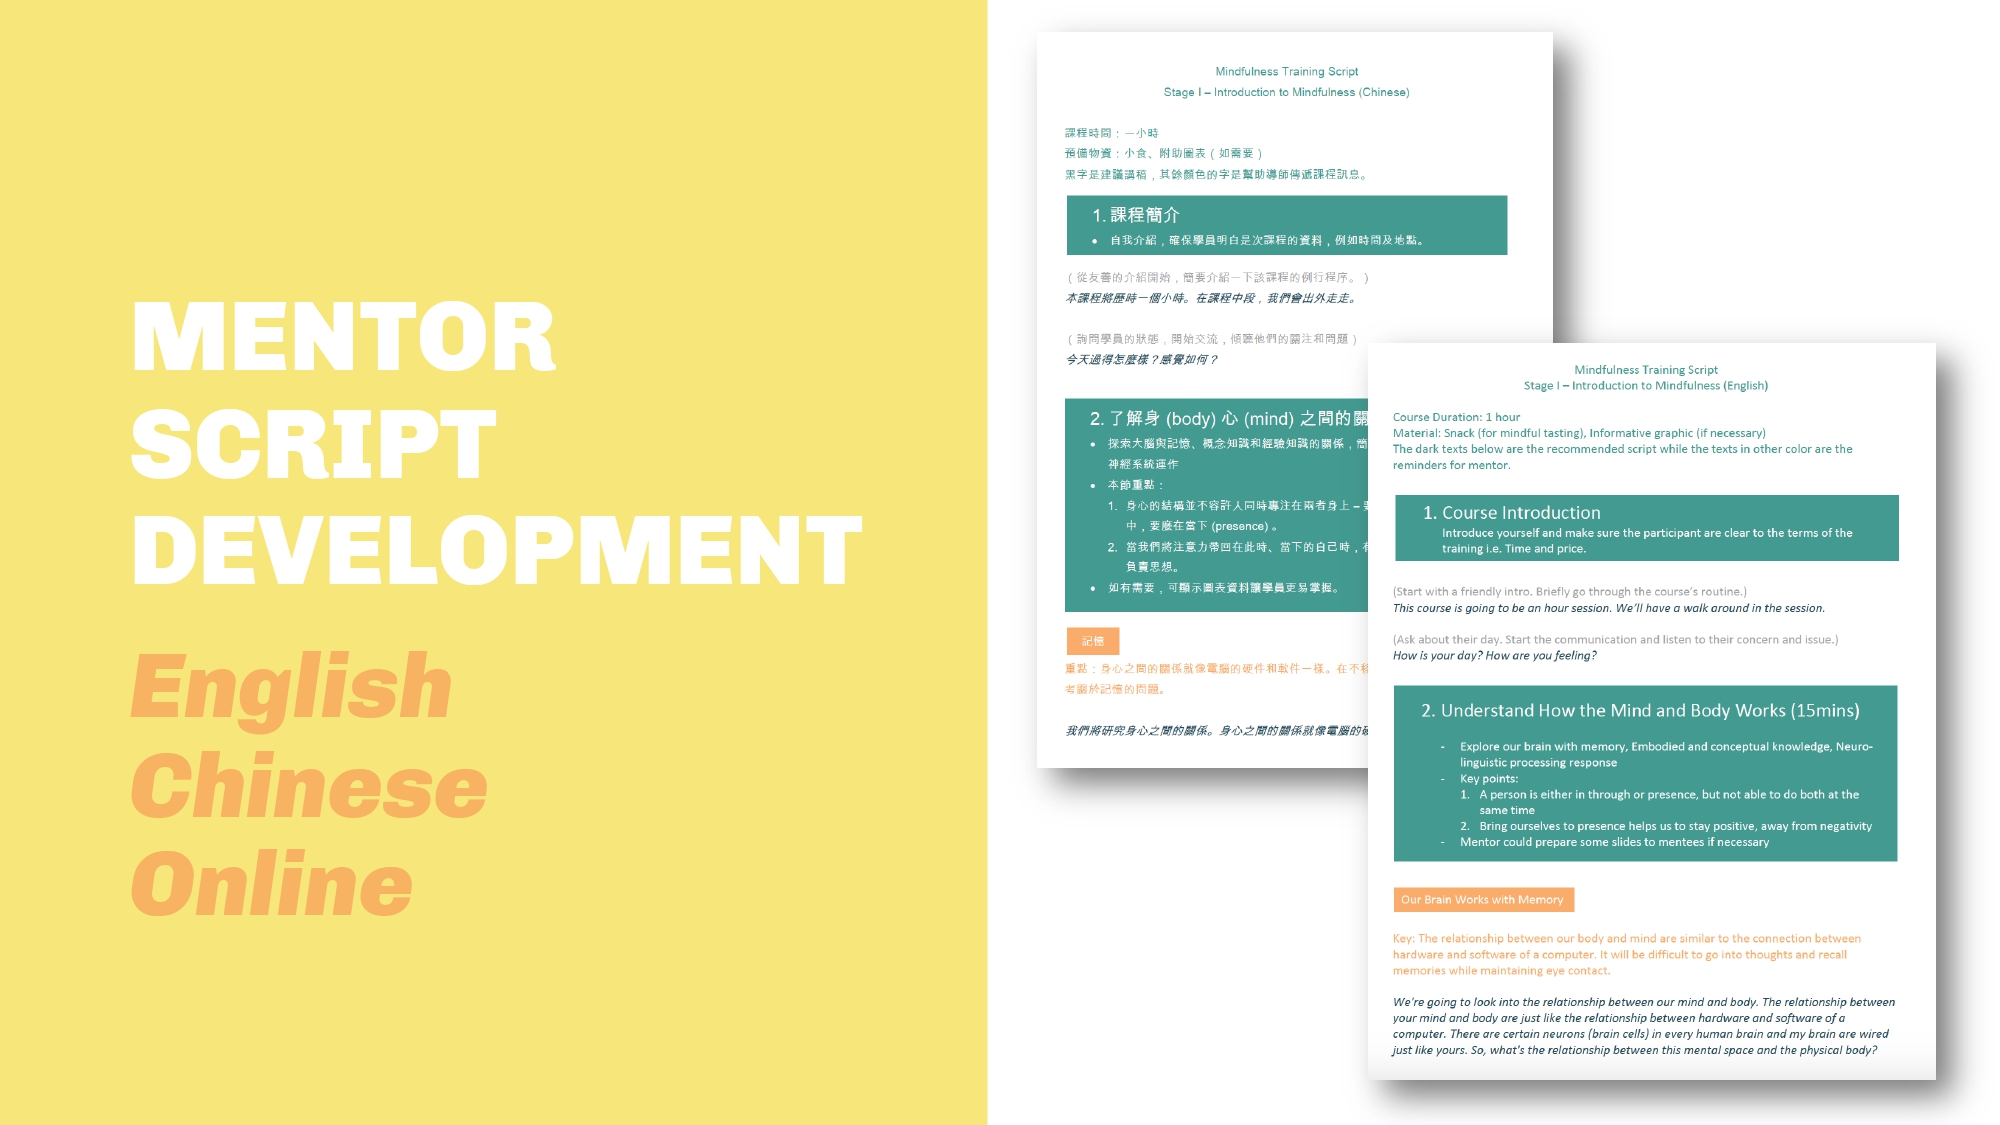 MENTOR
SCRIPT
DEVELOPMENT
English
Chinese
Online
Mindfulness Training Script
Stage I – Introduction to Mindfulness (Chinese)
課程時間：一小時
預備物資：小食、附助圖表（如需要）
黑字是建議講稿，其餘顏色的字是幫助導師傳遞課程訊息。
1. 課程簡介
• 自我介紹，確保學員明白是次課程的資料，例如時間及地點。
（從友善的介紹開始，簡要介紹一下該課程的例行程序。）
本課程將歷時一個小時。在課程中段，我們會出外走走。
（詢問學員的狀態，開始交流，傾聽他們的關注和問題）
今天過得怎麼樣？感覺如何？
2. 了解身 (body) 心 (mind) 之間的關
• 探索大腦與記憶、概念知識和經驗知識的關係，簡
神經系統運作
• 本節重點：
1. 身心的結構並不容許人同時專注在兩者身上 – 要
中，要麼在當下 (presence) 。
2. 當我們將注意力帶回在此時、當下的自己時，有
負責思想。
• 如有需要，可顯示圖表資料讓學員更易掌握。
記憶
重點：身心之間的關係就像電腦的硬件和軟件一樣。在不移
考關於記憶的問題。
我們將研究身心之間的關係。身心之間的關係就像電腦的硬
Mindfulness Training Script
Stage I – Introduction to Mindfulness (English)
Course Duration: 1 hour
Material: Snack (for mindful tasting), Informative graphic (if necessary)
The dark texts below are the recommended script while the texts in other color are the
reminders for mentor.
1. Course Introduction
Introduce yourself and make sure the participant are clear to the terms of the
training i.e. Time and price.
(Start with a friendly intro. Briefly go through the course's routine.)
This course is going to be an hour session. We'll have a walk around in the session.
(Ask about their day. Start the communication and listen to their concern and issue.)
How is your day? How are you feeling?
2. Understand How the Mind and Body Works (15mins)
- Explore our brain with memory, Embodied and conceptual knowledge, Neuro-
linguistic processing response
- Key points:
1. A person is either in through or presence, but not able to do both at the
same time
2. Bring ourselves to presence helps us to stay positive, away from negativity
- Mentor could prepare some slides to mentees if necessary
Our Brain Works with Memory
Key: The relationship between our body and mind are similar to the connection between
hardware and software of a computer. It will be difficult to go into thoughts and recall
memories while maintaining eye contact.
We're going to look into the relationship between our mind and body. The relationship between
your mind and body are just like the relationship between hardware and software of a
computer. There are certain neurons (brain cells) in every human brain and my brain are wired
just like yours. So, what's the relationship between this mental space and the physical body?